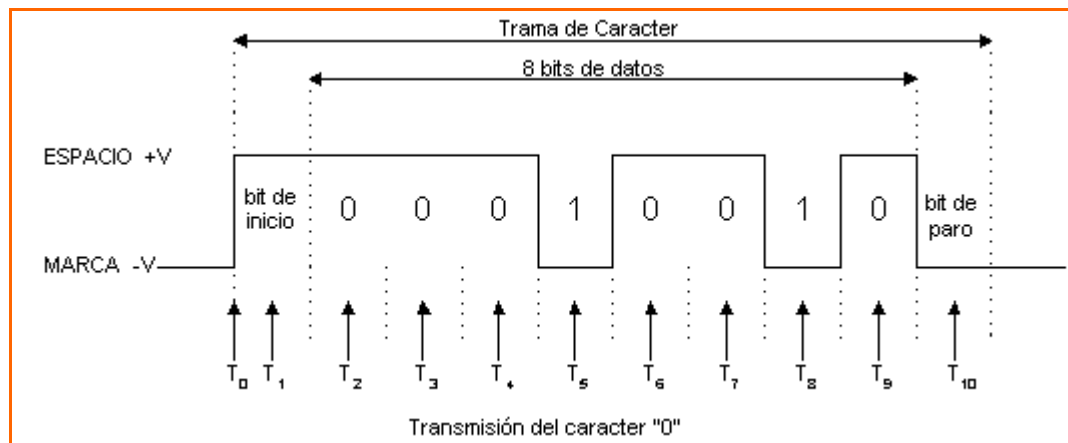 Trama de Caracter
8 bits de datos
ESPACIO +V
bit de inicio
0 0 0 1 0 0 1 0
bit de paro
MARCA -V
T0 T1 T2 T3 T4 T5 T6 T7 T8 T9 T10
Transmisión del caracter "0"